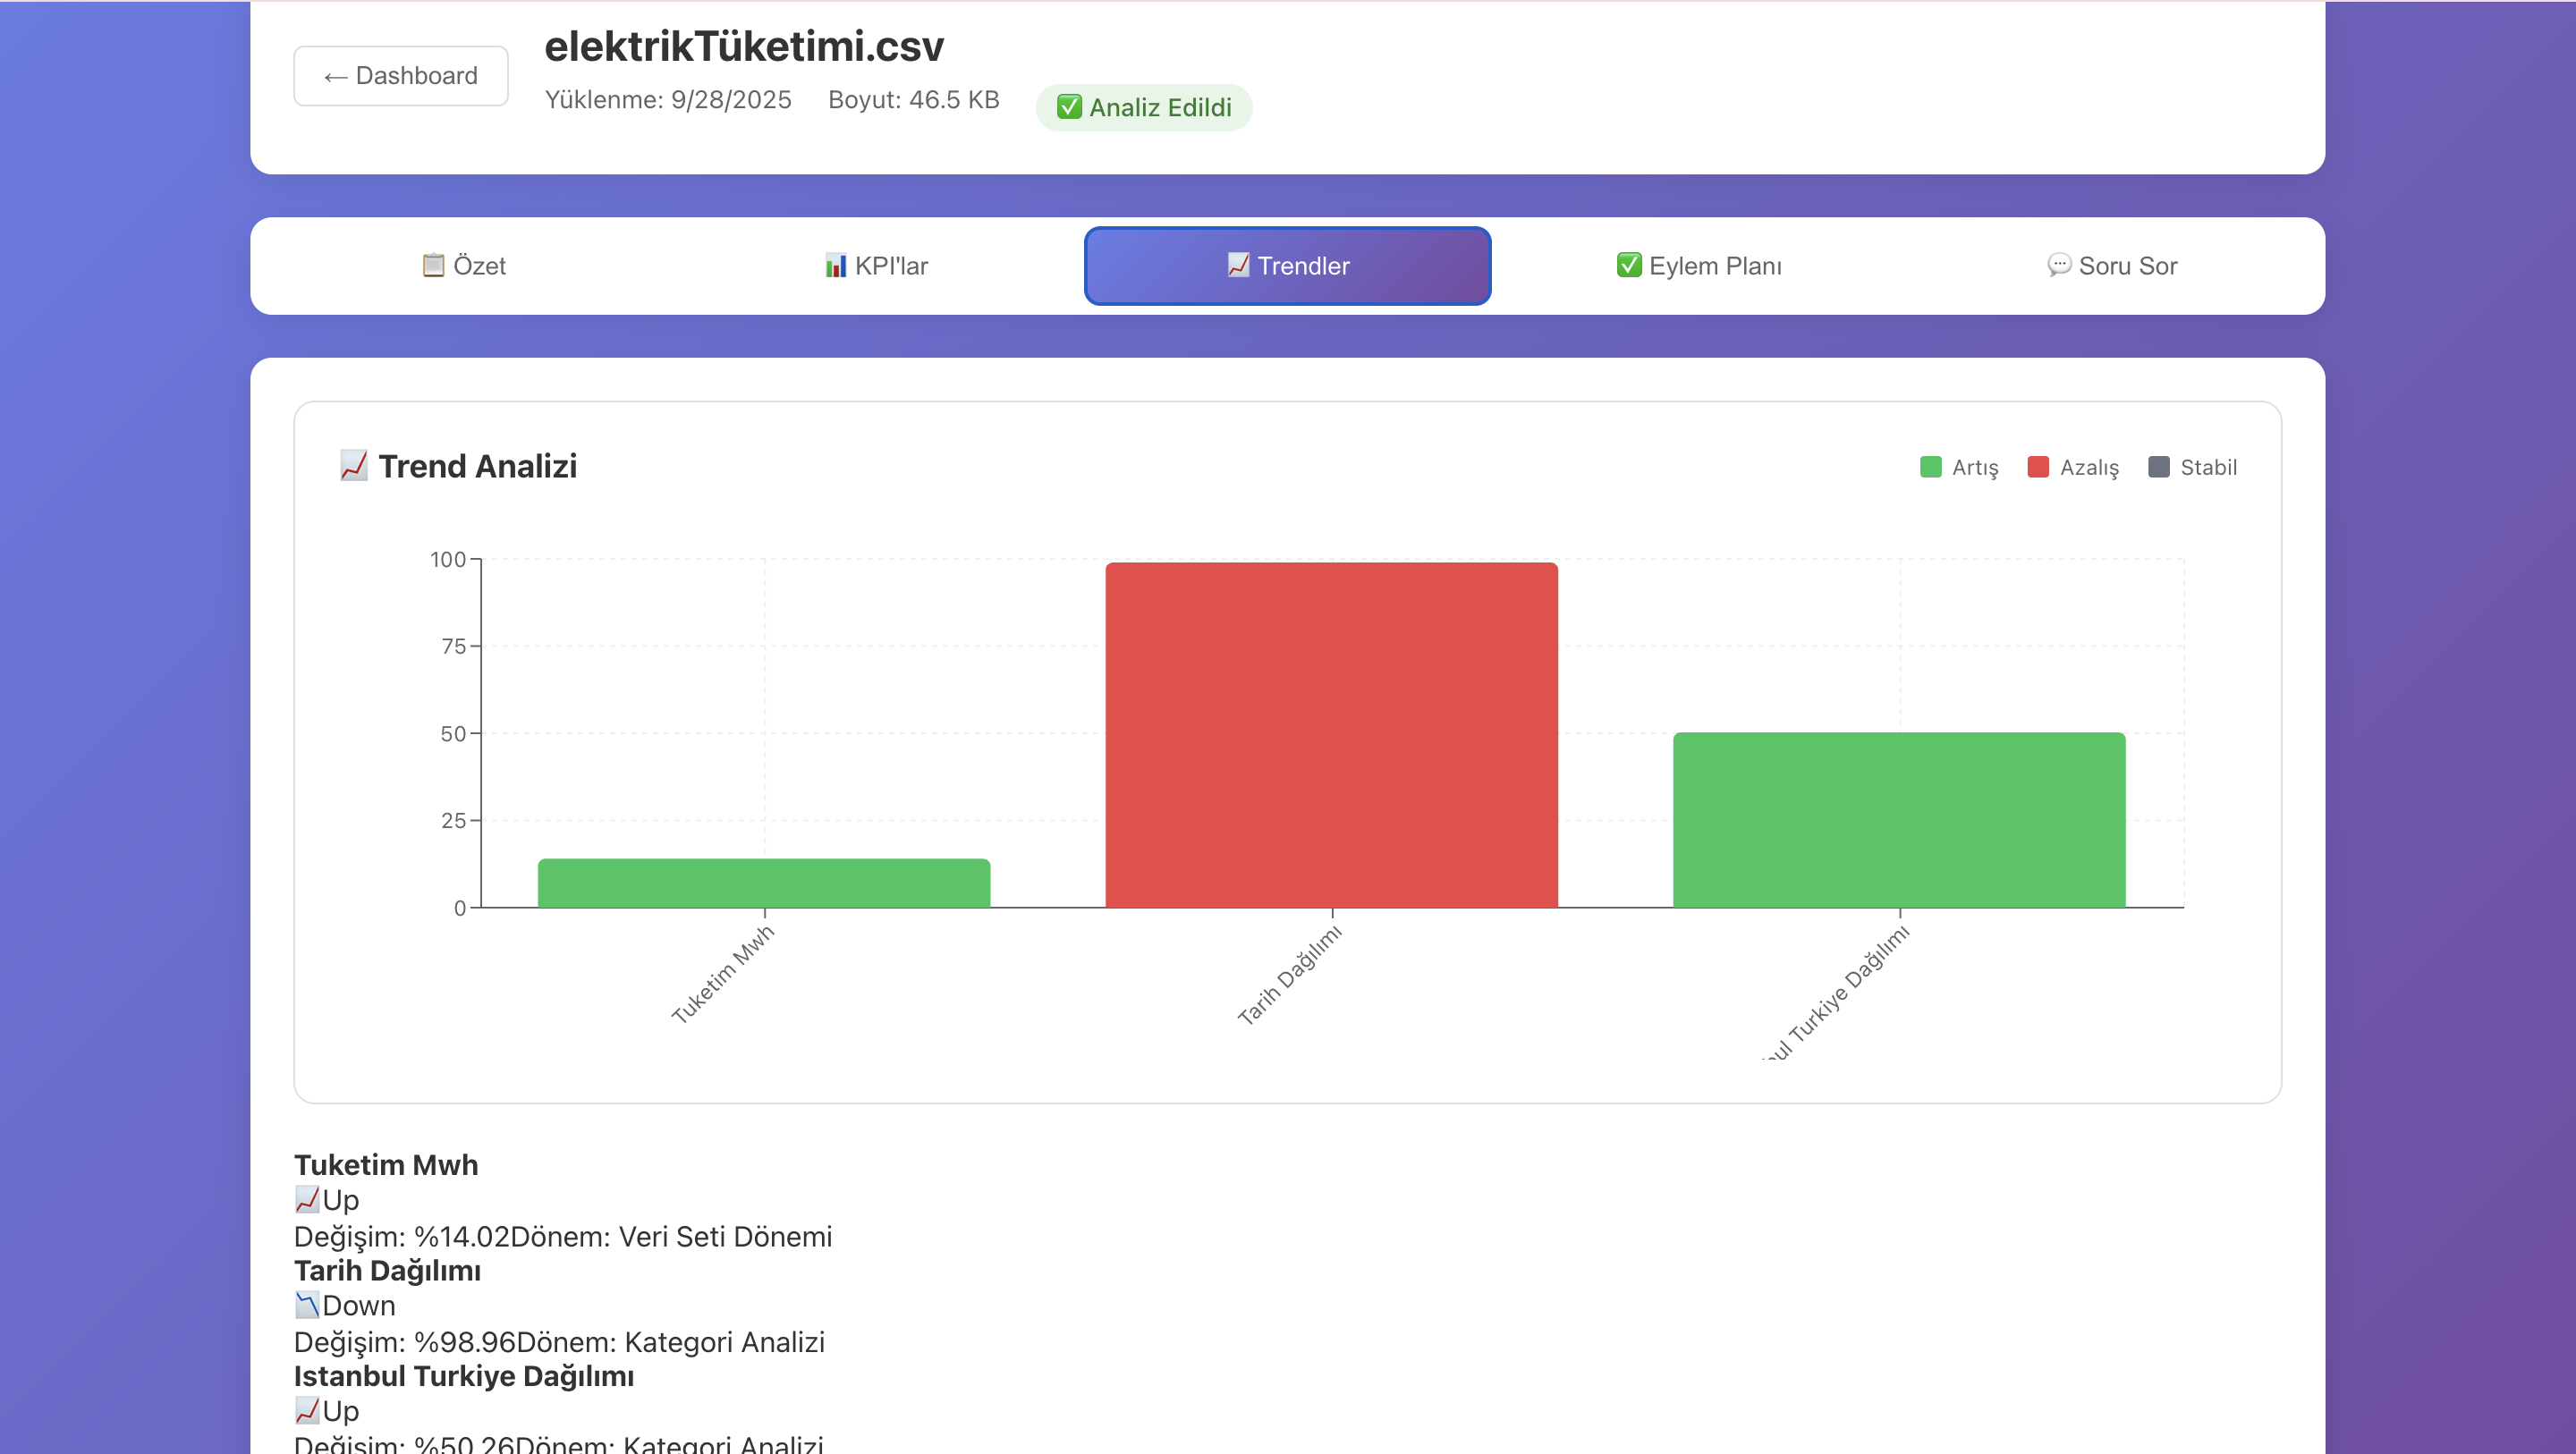 ← Dashboard
elektrikTüketimi.csv
Yüklenme: 9/28/2025 Boyut: 46.5 KB ✅ Analiz Edildi
📋 Özet 📊 KPI'lar 📈 Trendler ✅ Eylem Planı 💬 Soru Sor
📈 Trend Analizi
Artış Azalış Stabil
100
75
50
25
0
Tuketim Mwh
Tarih Dağılımı
Turkiye Dağılımı
Tuketim Mwh
📈Up
Değişim: %14.02Dönem: Veri Seti Dönemi
Tarih Dağılımı
📉Down
Değişim: %98.96Dönem: Kategori Analizi
Istanbul Turkiye Dağılımı
📈Up
Değişim: %50.26Dönem: Kategori Analizi